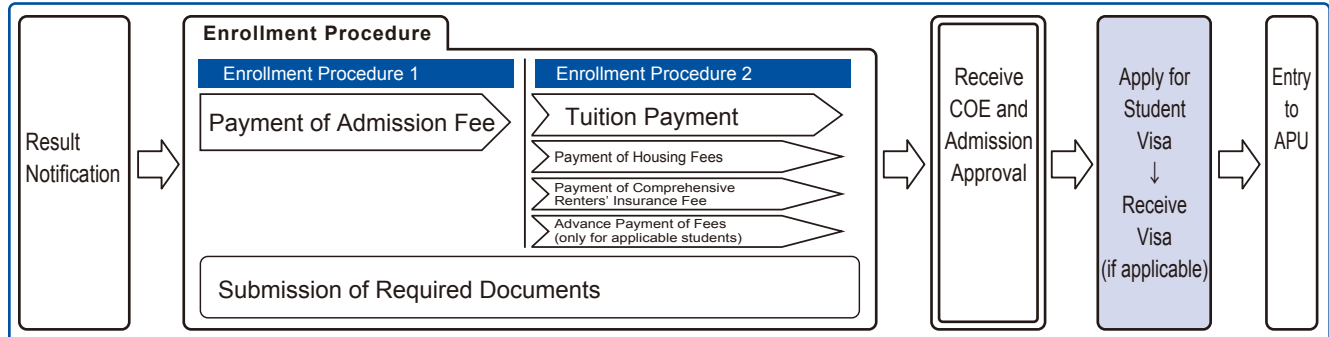 Result
Notification
Enrollment Procedure
Enrollment Procedure 1
Payment of Admission Fee
Enrollment Procedure 2
Tuition Payment
Payment of Housing Fees
Payment of Comprehensive
Renters' Insurance Fee
Advance Payment of Fees
(only for applicable students)
Submission of Required Documents
Receive
COE and
Admission
Approval
Apply for
Student
Visa
↓
Receive
Visa
(if applicable)
Entry
to
APU